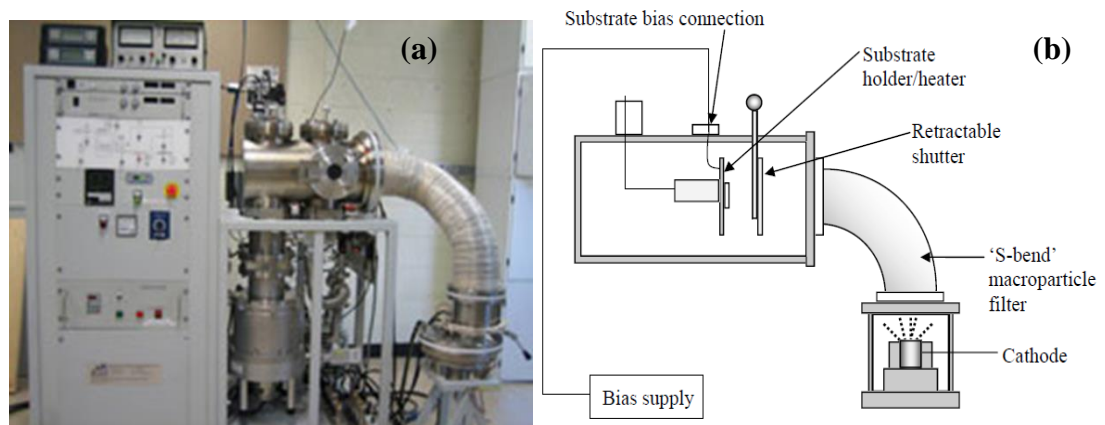 (a)
Substrate bias connection
(b)
Substrate
holder/heater
Retractable
shutter
‘S-bend’
macroparticle
filter
Cathode
Bias supply